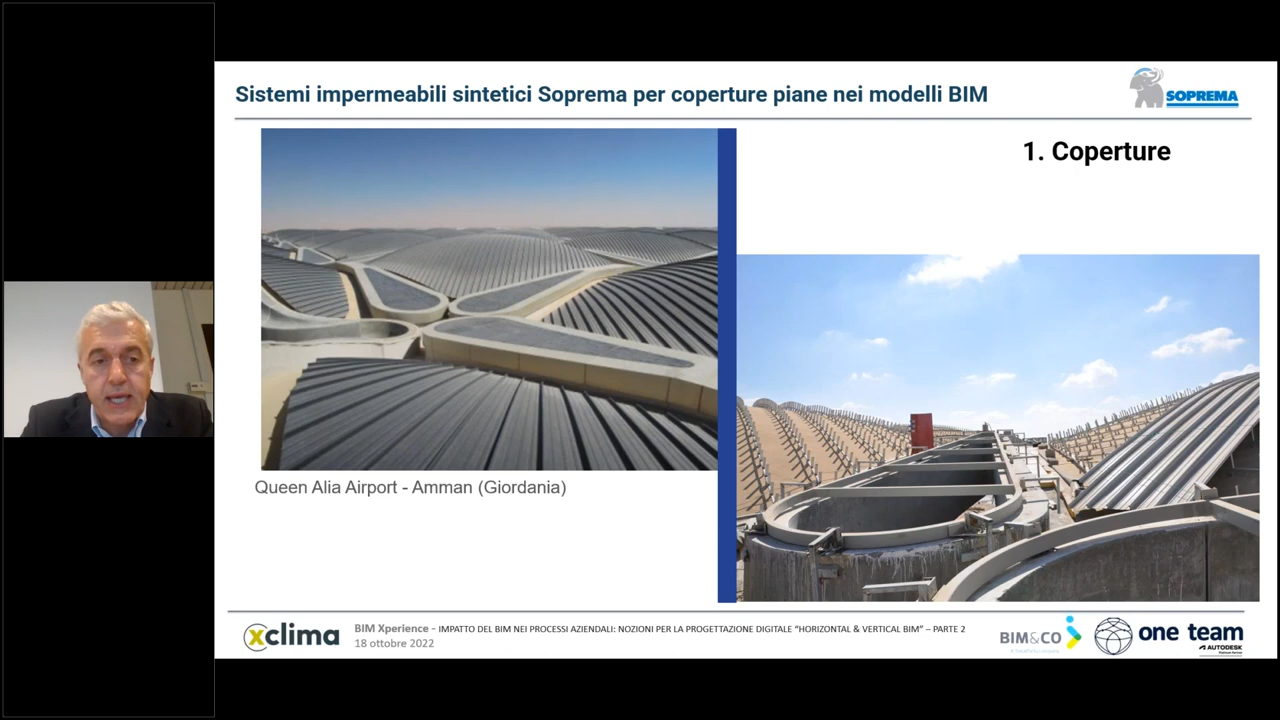 Sistemi impermeabili sintetici Soprema per coperture piane nei modelli BIM
SOPREMA
1. Coperture
Queen Alia Airport - Amman (Giordania)
xclima
BIM Xperience - IMPATTO DEL BIM NEI PROCESSI AZIENDALI: NOZIONI PER LA PROGETTAZIONE DIGITALE “HORIZONTAL & VERTICAL BIM” – PARTE 2
18 ottobre 2022
BIM&CO
one team
AUTODESK